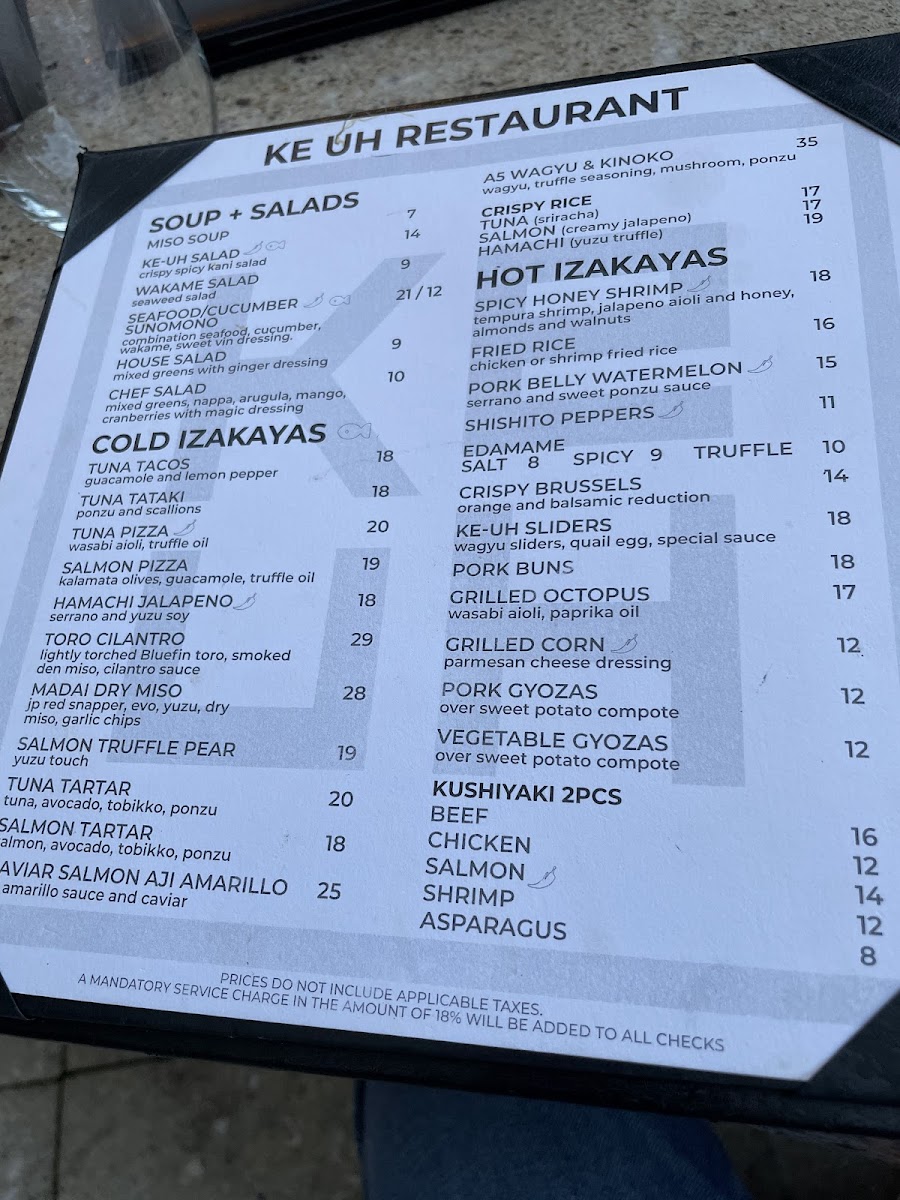 KE UH RESTAURANT
SOUP + SALADS
MISO SOUP 7
KE-UH SALAD 14
crispy spicy kani salad
WAKAME SALAD 9
seaweed salad
SEAFOOD/CUCUMBER 21 / 12
SUNOMONO
combination seafood, cucumber,
wakame, sweet vin dressing.
HOUSE SALAD 9
mixed greens with ginger dressing
CHEF SALAD 10
mixed greens, nappa, arugula, mango,
cranberries with magic dressing
COLD IZAKAYAS
TUNA TACOS 18
guacamole and lemon pepper
TUNA TATAKI 18
ponzu and scallions
TUNA PIZZA 20
wasabi aioli, truffle oil
SALMON PIZZA 19
kalamata olives, guacamole, truffle oil
HAMACHI JALAPENO 18
serrano and yuzu soy
TORO CILANTRO 29
lightly torched Bluefin toro, smoked
den miso, cilantro sauce
MADAI DRY MISO 28
jp red snapper, evo, yuzu, dry
miso, garlic chips
SALMON TRUFFLE PEAR 19
yuzu touch
TUNA TARTAR 20
tuna, avocado, tobikko, ponzu
SALMON TARTAR 18
almon, avocado, tobikko, ponzu
AVIAR SALMON AJI AMARILLO 25
amarillo sauce and caviar
A5 WAGYU & KINOKO 35
wagyu, truffle seasoning, mushroom, ponzu
CRISPY RICE
TUNA (sriracha) 17
SALMON (creamy jalapeno) 17
HAMACHI (yuzu truffle) 19
HOT IZAKAYAS
SPICY HONEY SHRIMP 18
tempura shrimp, jalapeno aioli and honey,
almonds and walnuts
FRIED RICE 16
chicken or shrimp fried rice
PORK BELLY WATERMELON 15
serrano and sweet ponzu sauce
SHISHITO PEPPERS 11
EDAMAME
SALT 8 SPICY 9 TRUFFLE 10
CRISPY BRUSSELS 14
orange and balsamic reduction
KE-UH SLIDERS 18
wagyu sliders, quail egg, special sauce
PORK BUNS 18
GRILLED OCTOPUS 17
wasabi aioli, paprika oil
GRILLED CORN 12
parmesan cheese dressing
PORK GYOZAS 12
over sweet potato compote
VEGETABLE GYOZAS 12
over sweet potato compote
KUSHIYAKI 2PCS
BEEF 16
CHICKEN 12
SALMON 14
SHRIMP 12
ASPARAGUS 8
PRICES DO NOT INCLUDE APPLICABLE TAXES.
A MANDATORY SERVICE CHARGE IN THE AMOUNT OF 18% WILL BE ADDED TO ALL CHECKS